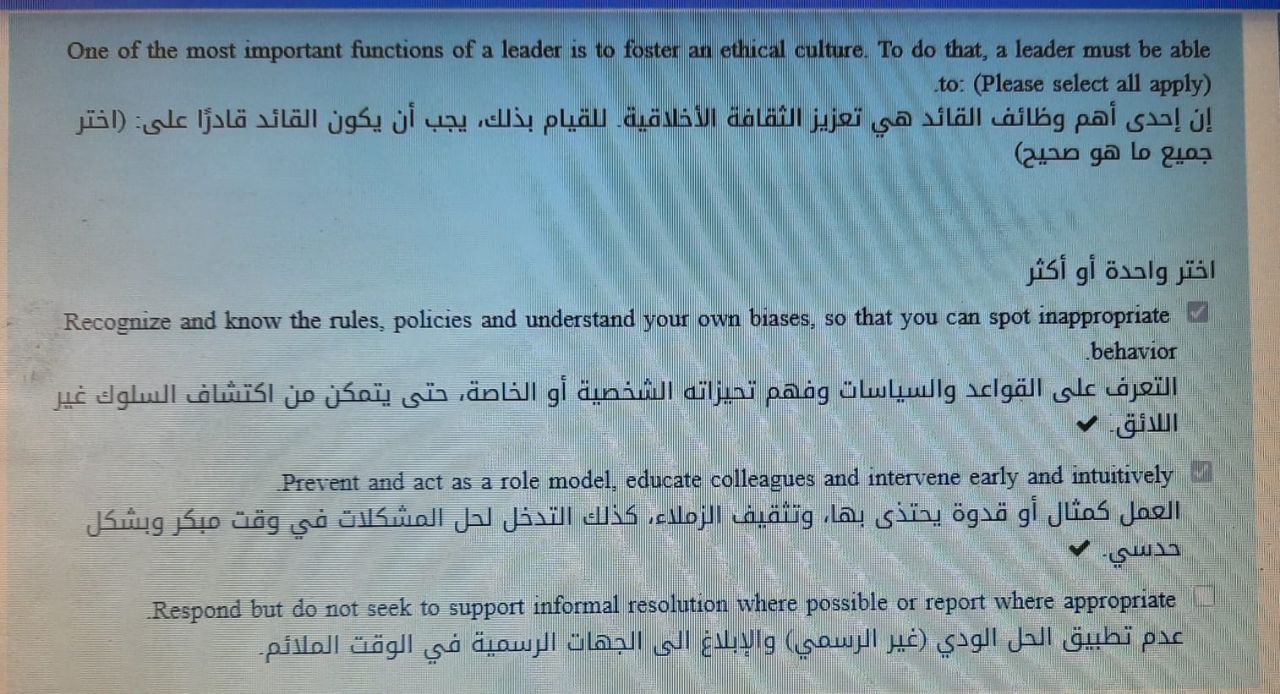 One of the most important functions of a leader is to foster an ethical culture. To do that, a leader must be able
.to: (Please select all apply)
إن إحدى أهم وظائف القائد هي تعزيز الثقافة الأخلاقية. للقيام بذلك، يجب أن يكون القائد قادرًا على: (اختر
جميع ما هو صحيح)
اختر واحدة أو أكثر
Recognize and know the rules, policies and understand your own biases, so that you can spot inappropriate
.behavior
التعرف على القواعد والسياسات وفهم تحيزاته الشخصية أو الخاصة، حتى يتمكن من اكتشاف السلوك غير
اللائق.
.Prevent and act as a role model, educate colleagues and intervene early and intuitively
العمل كمثال أو قدوة يحتذى بها، وتثقيف الزملاء، كذلك التدخل لحل المشكلات في وقت مبكر وبشكل
حدسي.
.Respond but do not seek to support informal resolution where possible or report where appropriate
عدم تطبيق الحل الودي (غير الرسمي) والإبلاغ الى الجهات الرسمية في الوقت الملائم.